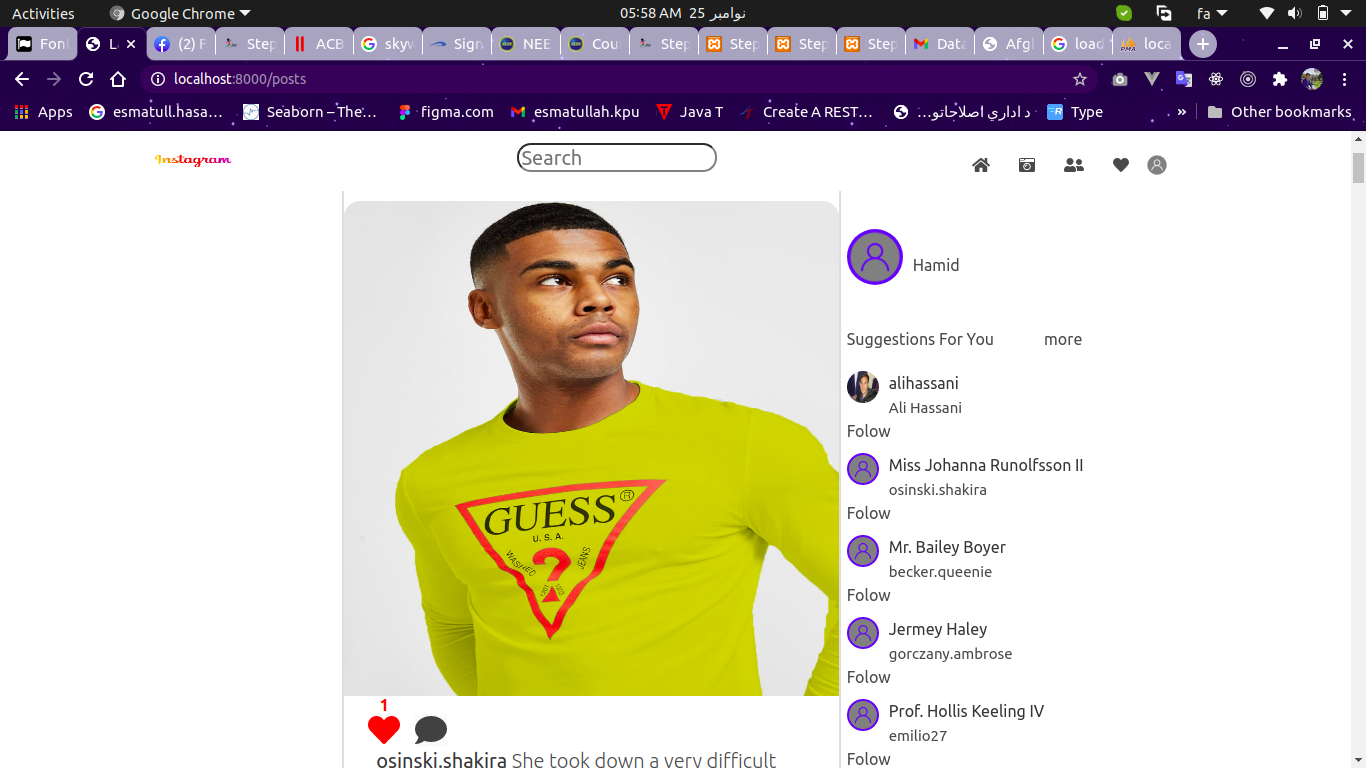 Activities
Google Chrome
05:58 AM 25 نوامبر
fa
Font
La
(2) F
Step
ACB
skyw
Sign
NEE
Cou
Step
Step
Step
Step
Data
Afgl
load
loca
localhost:8000/posts
Apps
esmatull.hasa...
Seaborn – The...
figma.com
esmatullah.kpu
Java T
Create A REST...
د اداري اصلاحاتو...
Type
»
Other bookmarks
Instagram
Search
GUESS®
U.S.A.
WASHED
?
JEANS
Hamid
Suggestions For You
more
alihassani
Ali Hassani
Folow
Miss Johanna Runolfsson II
osinski.shakira
Folow
Mr. Bailey Boyer
becker.queenie
Folow
Jermey Haley
gorczany.ambrose
Folow
Prof. Hollis Keeling IV
emilio27
Folow
1
osinski.shakira She took down a very difficult